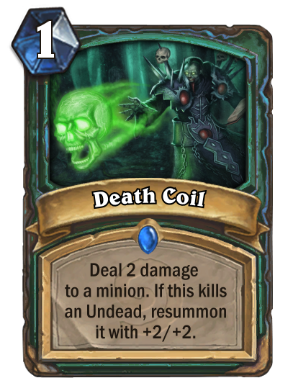 1
Death Coil
Deal 2 damage
to a minion. If this kills
an Undead, resummon
it with +2/+2.